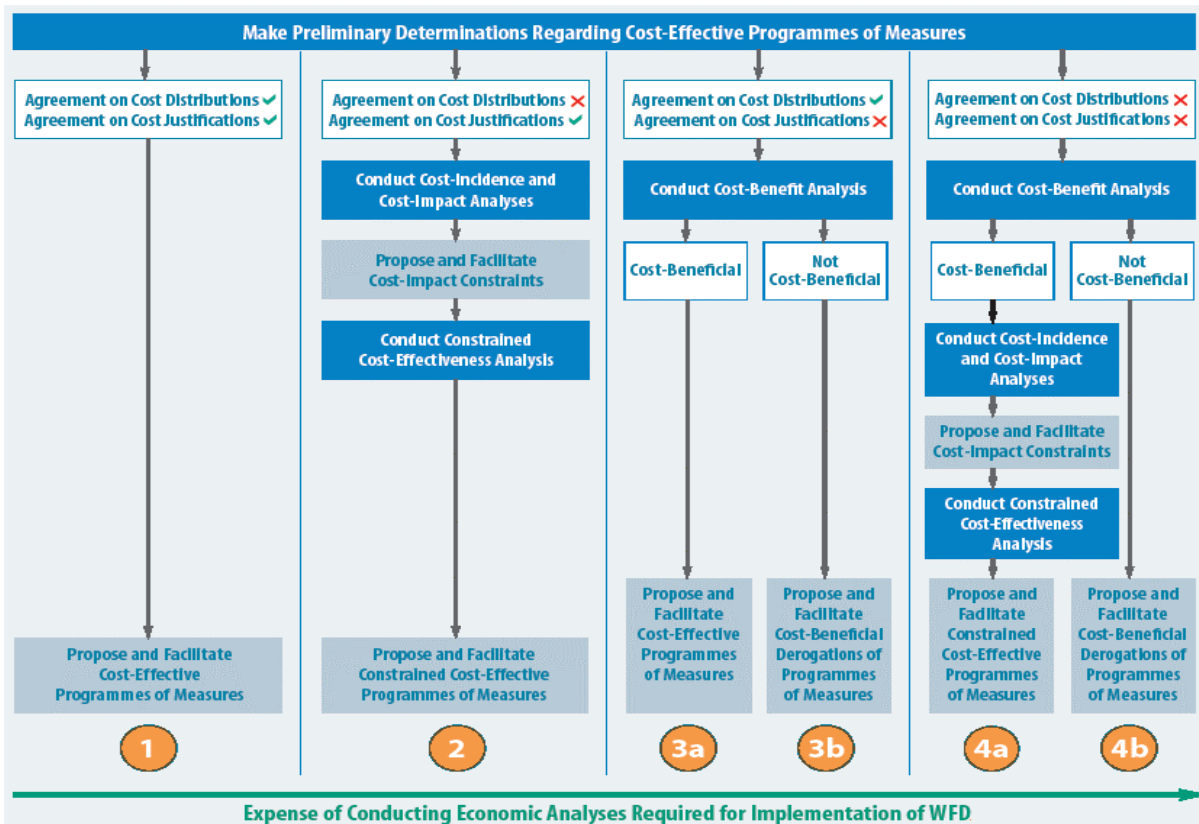 Make Preliminary Determinations Regarding Cost-Effective Programmes of Measures
Agreement on Cost Distributions ✓
Agreement on Cost Justifications ✓
Propose and Facilitate
Cost-Effective
Programmes of Measures
1
Agreement on Cost Distributions ✗
Agreement on Cost Justifications ✓
Conduct Cost-Incidence and
Cost-Impact Analyses
Propose and Facilitate
Cost-Impact Constraints
Conduct Constrained
Cost-Effectiveness Analysis
Propose and Facilitate
Constrained Cost-Effective
Programmes of Measures
2
Agreement on Cost Distributions ✓
Agreement on Cost Justifications ✗
Conduct Cost-Benefit Analysis
Cost-Beneficial
Propose and
Facilitate
Cost-Effective
Programmes
of Measures
3a
Not
Cost-Beneficial
Propose and
Facilitate
Cost-Beneficial
Derogations of
Programmes
of Measures
3b
Agreement on Cost Distributions ✗
Agreement on Cost Justifications ✗
Conduct Cost-Benefit Analysis
Cost-Beneficial
Conduct Cost-Incidence
and Cost-Impact
Analyses
Propose and Facilitate
Cost-Impact Constraints
Conduct Constrained
Cost-Effectiveness
Analysis
Propose and
Facilitate
Constrained
Cost-Effective
Programmes
of Measures
4a
Not
Cost-Beneficial
Propose and
Facilitate
Cost-Beneficial
Derogations of
Programmes
of Measures
4b
Expense of Conducting Economic Analyses Required for Implementation of WFD